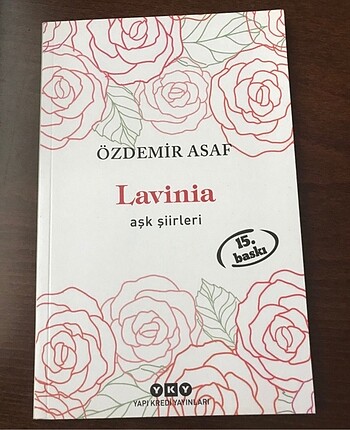 ÖZDEMİR ASAF
Lavinia
aşk şiirleri
15.
baskı
YKY
YAPI KREDİ YAYINLARI